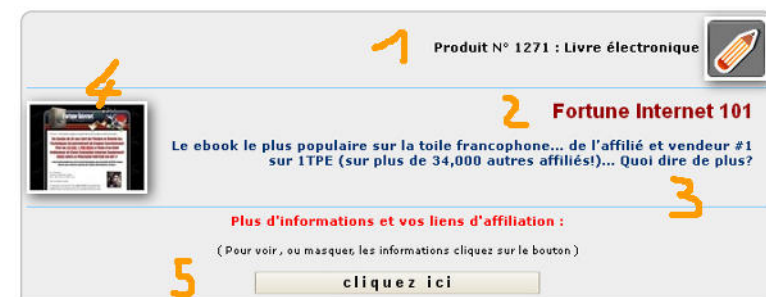 1
Produit N° 1271 : Livre électronique
4
2
Fortune Internet 101
Le ebook le plus populaire sur la toile francophone... de l'affilié et vendeur #1
sur 1TPE (sur plus de 34,000 autres affiliés!)... Quoi dire de plus?
3
Plus d'informations et vos liens d'affiliation :
( Pour voir, ou masquer, les informations cliquez sur le bouton )
5
cliquez ici